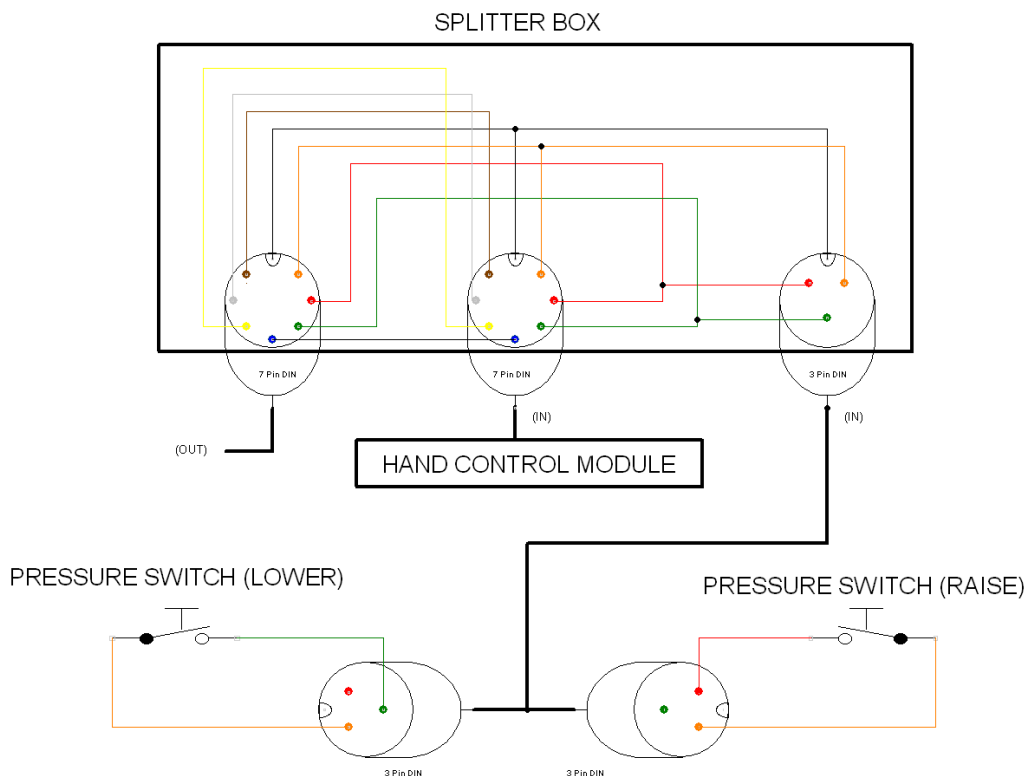 SPLITTER BOX
7 Pin DIN
7 Pin DIN
3 Pin DIN
(IN)
(IN)
(OUT)
HAND CONTROL MODULE
PRESSURE SWITCH (LOWER)
PRESSURE SWITCH (RAISE)
3 Pin DIN
3 Pin DIN